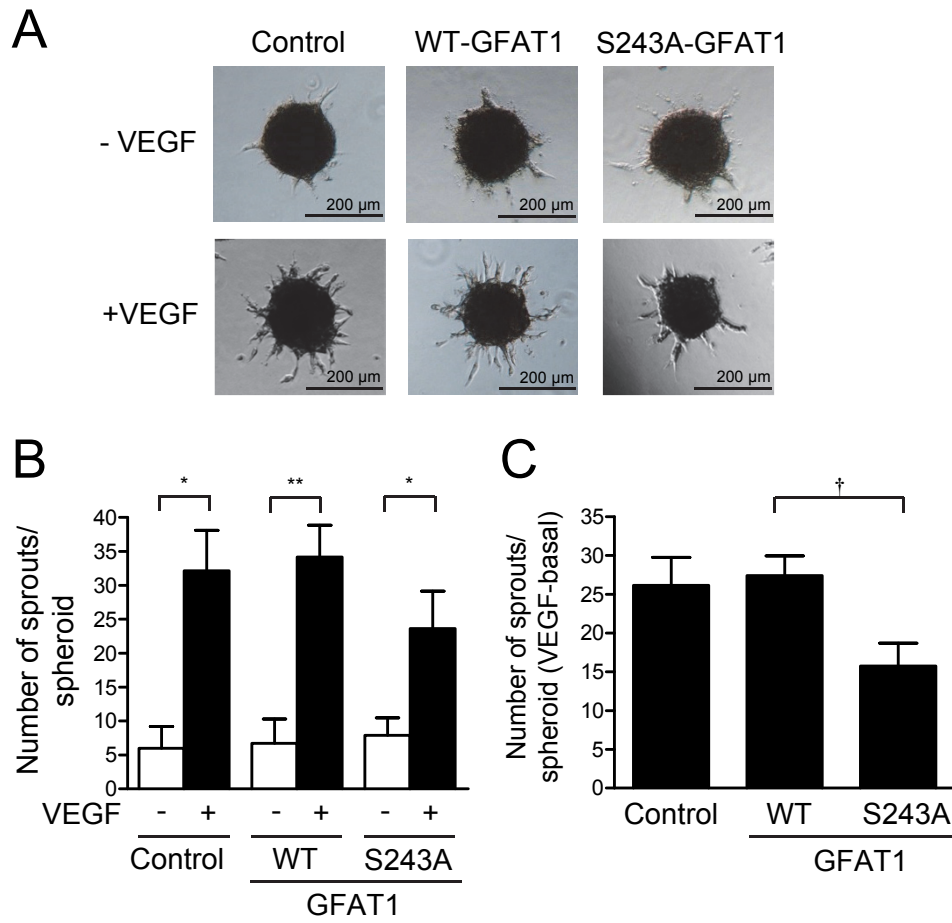 A
Control WT-GFAT1 S243A-GFAT1
- VEGF
200 µm 200 µm 200 µm
+VEGF
200 µm 200 µm 200 µm
B
* ** *
Number of sprouts/
spheroid
40
35
30
25
20
15
10
5
0
VEGF - + - + - +
Control WT S243A
GFAT1
C
†
Number of sprouts/
spheroid (VEGF-basal)
35
30
25
20
15
10
5
0
Control WT S243A
GFAT1